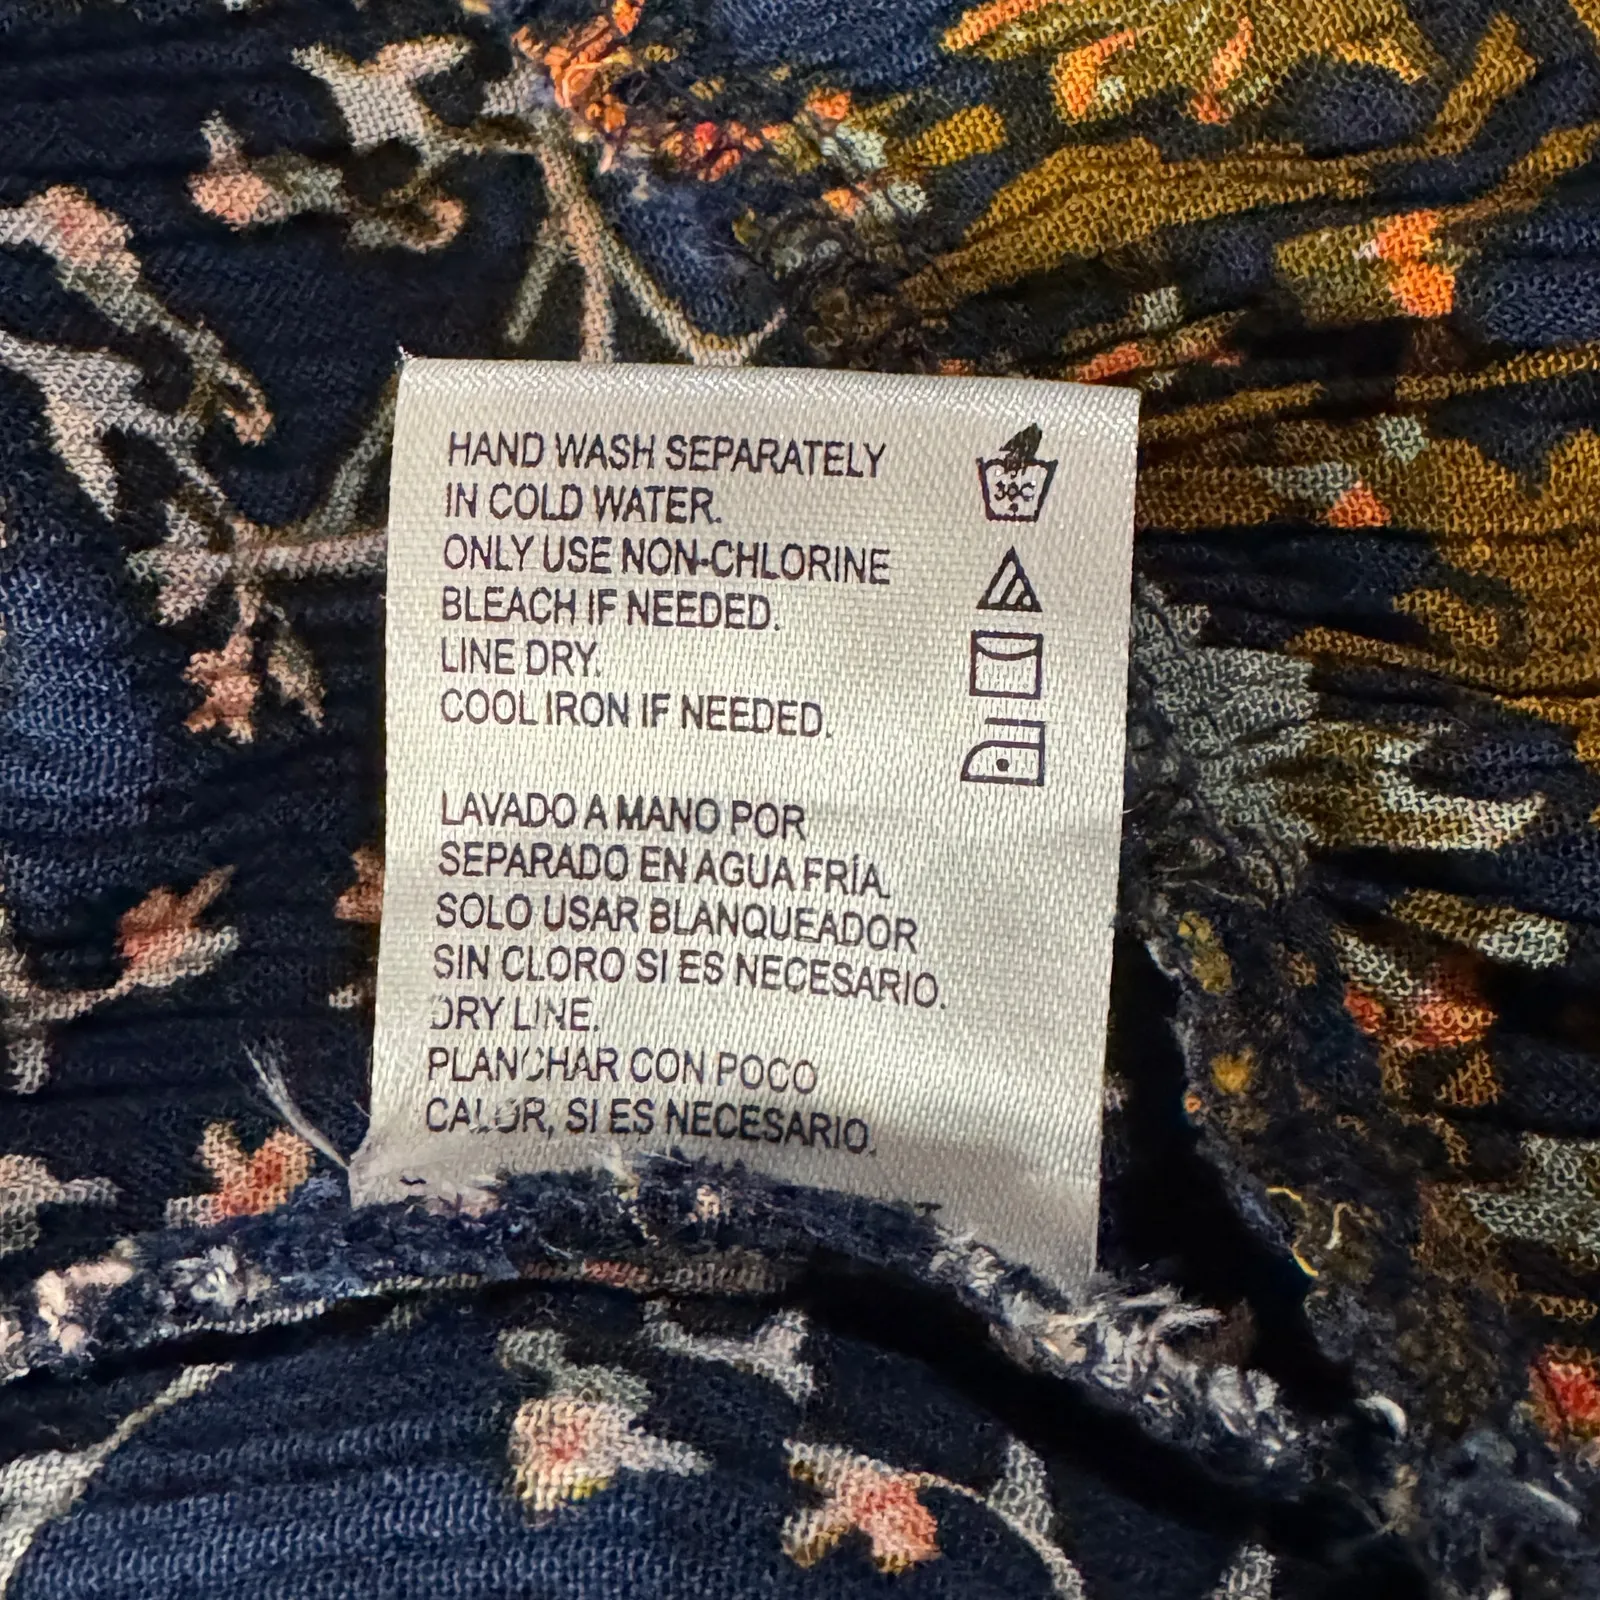 HAND WASH SEPARATELY
IN COLD WATER.
ONLY USE NON-CHLORINE
BLEACH IF NEEDED.
LINE DRY.
COOL IRON IF NEEDED.
30C
LAVADO A MANO POR
SEPARADO EN AGUA FRÍA.
SOLO USAR BLANQUEADOR
SIN CLORO SI ES NECESARIO.
DRY LINE.
PLANCHAR CON POCO
CALOR, SI ES NECESARIO.